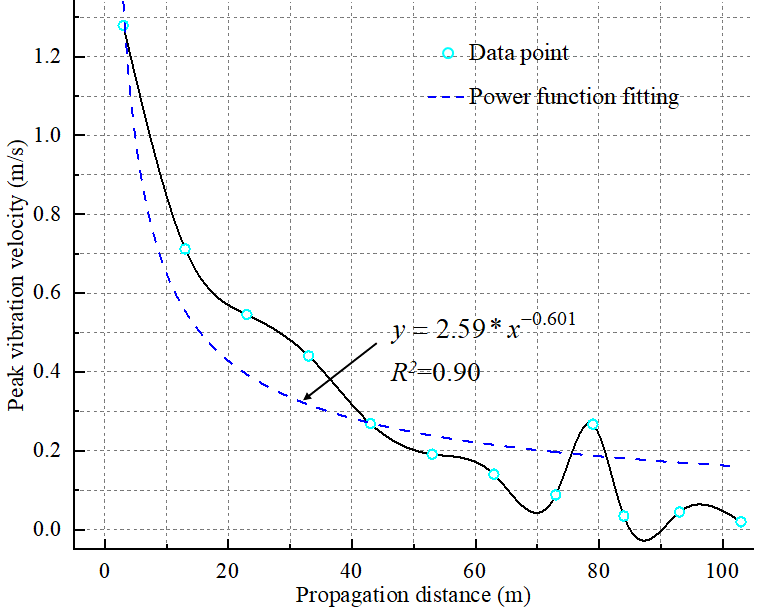 Data point
Power function fitting
y = 2.59* x^−0.601
R²=0.90
Peak vibration velocity (m/s)
1.2
1.0
0.8
0.6
0.4
0.2
0.0
0 20 40 60 80 100
Propagation distance (m)